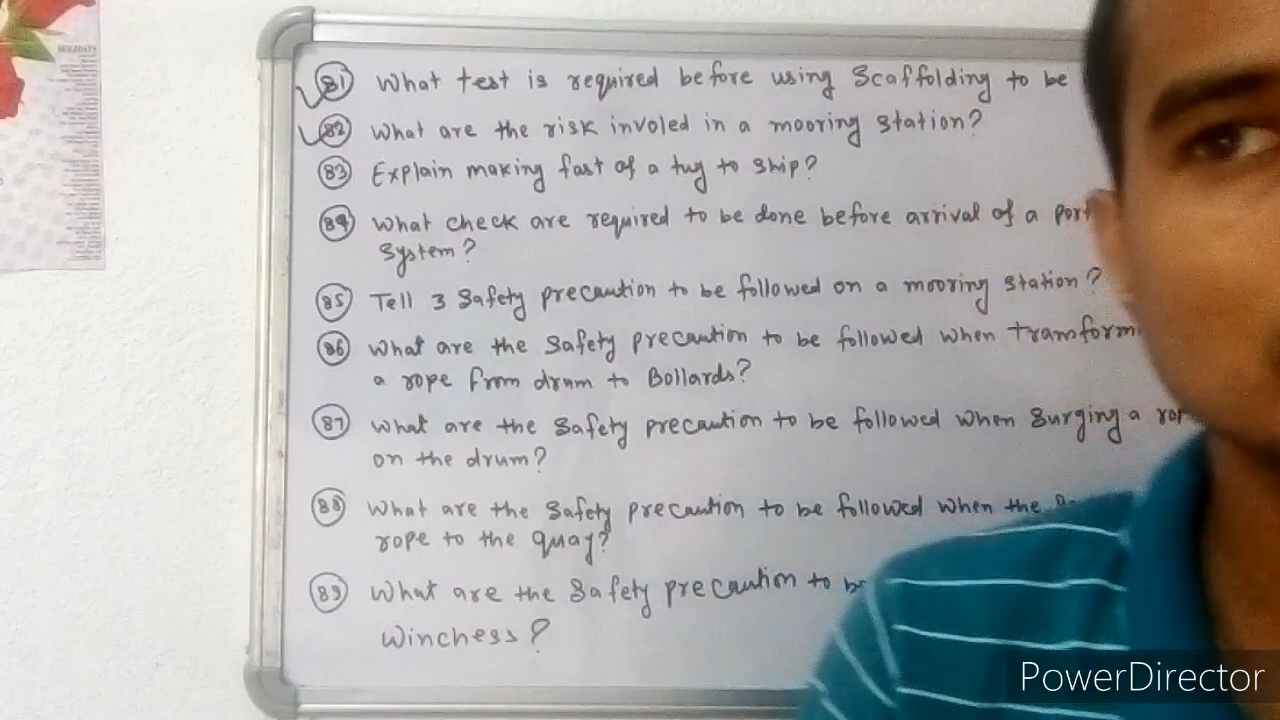 HOLIDAYS
81 What test is required before using Scaffolding to be
82 What are the risk involed in a mooring station?
83 Explain making fast of a tug to ship?
84 What check are required to be done before arrival of a port
System?
85 Tell 3 Safety precaution to be followed on a mooring station?
86 What are the Safety precaution to be followed when transform
a rope from drum to Bollards?
87 What are the Safety precaution to be followed when Surging a rop
on the drum?
88 What are the Safety precaution to be followed when the
rope to the quay?
89 What are the Safety precaution to be
Winchess?
PowerDirector